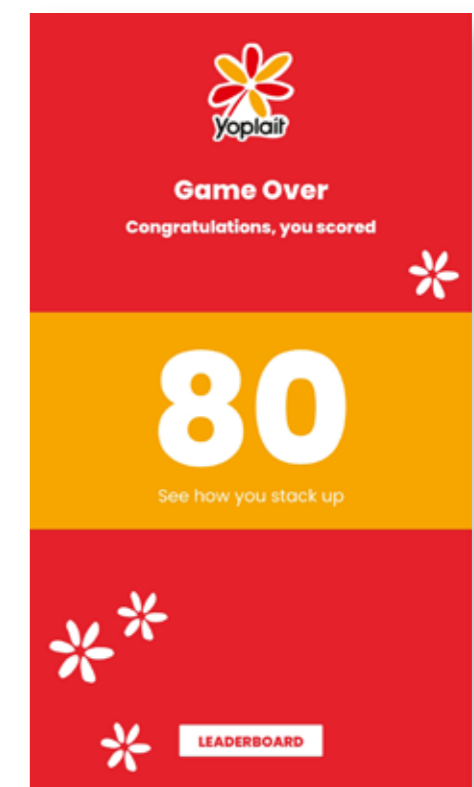 Yoplait
Game Over
Congratulations, you scored
80
See how you stack up
LEADERBOARD